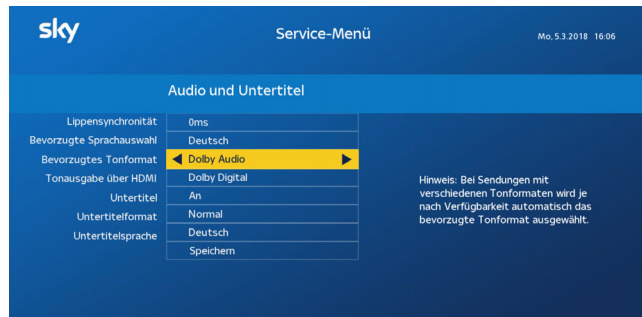 sky
Service-Menü
Mo, 5.3.2018 16:06
Audio und Untertitel
Lippensynchronität 0ms
Bevorzugte Sprachauswahl Deutsch
Bevorzugtes Tonformat Dolby Audio
Tonausgabe über HDMI Dolby Digital
Untertitel An
Untertitelformat Normal
Untertitelsprache Deutsch
Speichern
Hinweis: Bei Sendungen mit
verschiedenen Tonformaten wird je
nach Verfügbarkeit automatisch das
bevorzugte Tonformat ausgewählt.